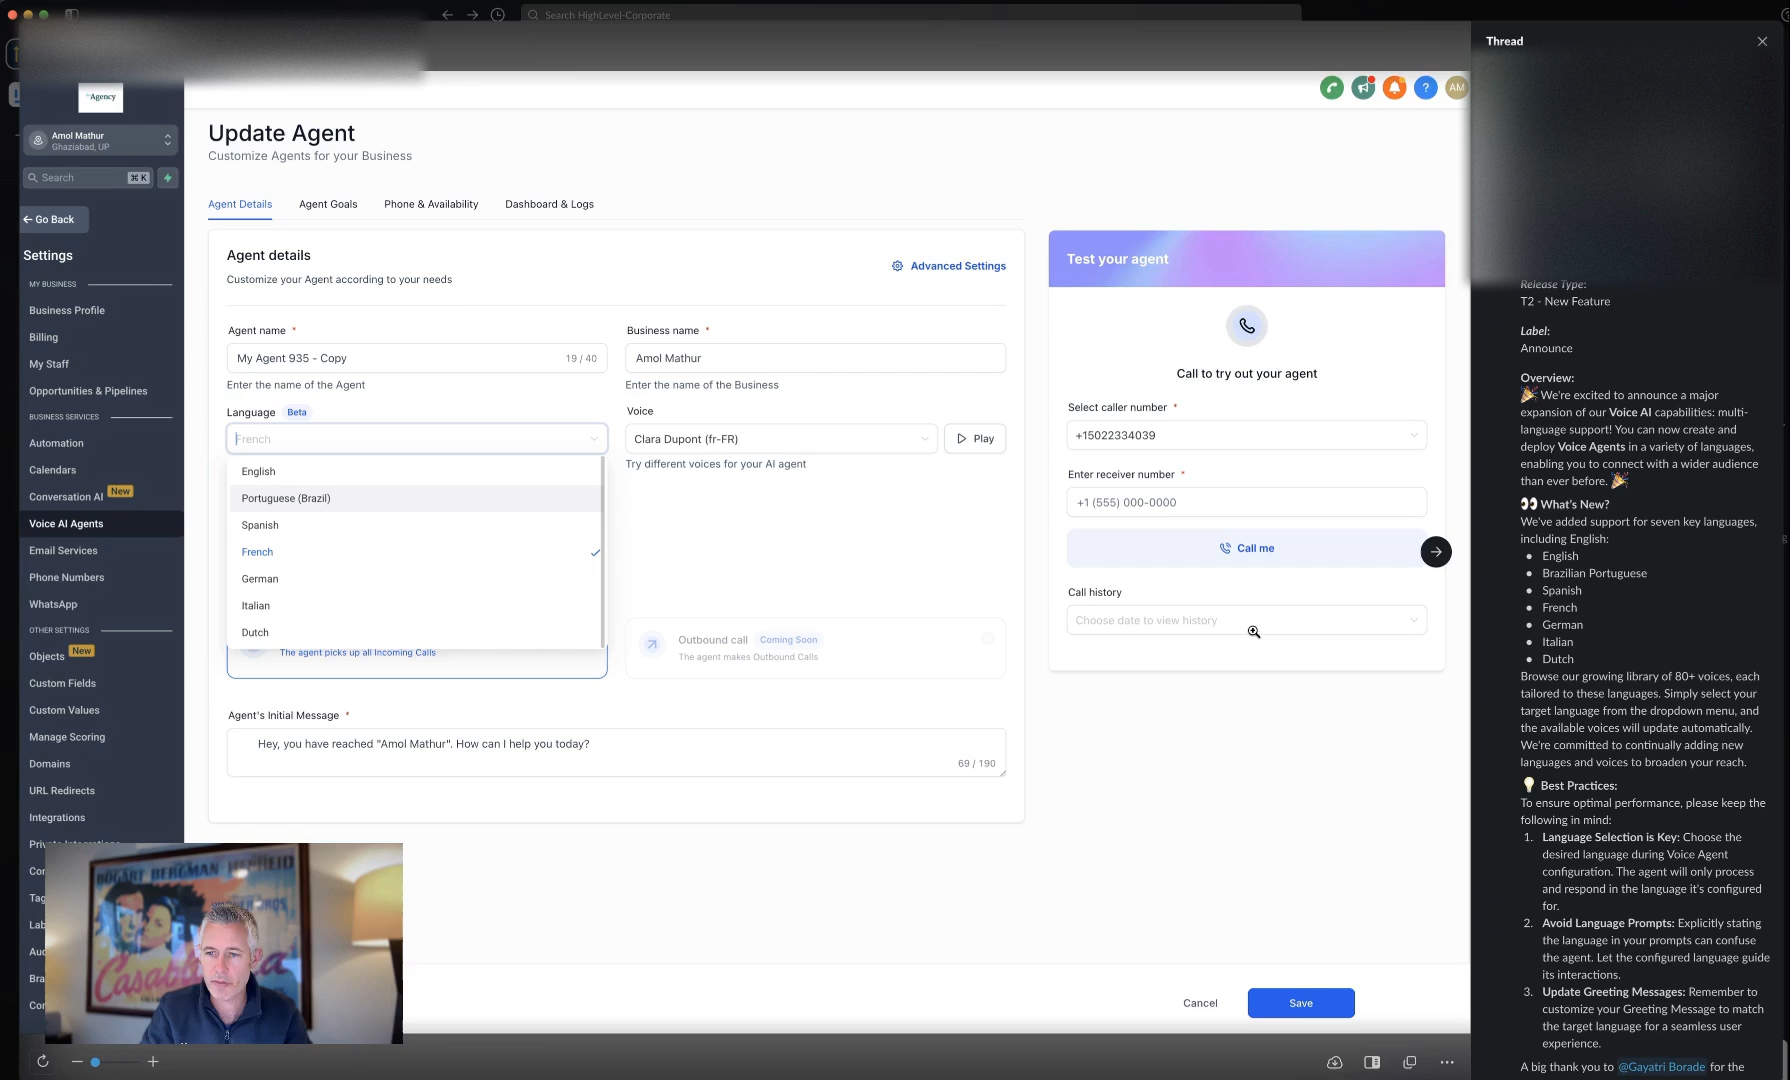 Search HighLevel-Corporate
Agency
Amol Mathur
Ghaziabad, UP
Search
⌘ K
Go Back
Settings
MY BUSINESS
Business Profile
Billing
My Staff
Opportunities & Pipelines
BUSINESS SERVICES
Automation
Calendars
Conversation AI New
Voice AI Agents
Email Services
Phone Numbers
WhatsApp
OTHER SETTINGS
Objects New
Custom Fields
Custom Values
Manage Scoring
Domains
URL Redirects
Integrations
AM
Update Agent
Customize Agents for your Business
Agent Details
Agent Goals
Phone & Availability
Dashboard & Logs
Agent details
Customize your Agent according to your needs
Advanced Settings
Agent name *
My Agent 935 - Copy
19 / 40
Enter the name of the Agent
Business name *
Amol Mathur
Enter the name of the Business
Language Beta
French
Voice
Clara Dupont (fr-FR)
Play
Try different voices for your AI agent
English
Portuguese (Brazil)
Spanish
French
German
Italian
Dutch
The agent picks up all Incoming Calls
Outbound call Coming Soon
The agent makes Outbound Calls
Agent's Initial Message *
Hey, you have reached "Amol Mathur". How can I help you today?
69 / 190
Test your agent
Call to try out your agent
Select caller number *
+15022334039
Enter receiver number *
+1 (555) 000-0000
Call me
Call history
Choose date to view history
Cancel
Save
BOGART BERGMAN HENREID
Thread
Release Type:
T2 - New Feature
Label:
Announce
Overview:
🎉 We're excited to announce a major
expansion of our Voice AI capabilities: multi-
language support! You can now create and
deploy Voice Agents in a variety of languages,
enabling you to connect with a wider audience
than ever before. 🎉
👀 What's New?
We've added support for seven key languages,
including English:
• English
• Brazilian Portuguese
• Spanish
• French
• German
• Italian
• Dutch
Browse our growing library of 80+ voices, each
tailored to these languages. Simply select your
target language from the dropdown menu, and
the available voices will update automatically.
We're committed to continually adding new
languages and voices to broaden your reach.
💡 Best Practices:
To ensure optimal performance, please keep the
following in mind:
1. Language Selection is Key: Choose the
desired language during Voice Agent
configuration. The agent will only process
and respond in the language it's configured
for.
2. Avoid Language Prompts: Explicitly stating
the language in your prompts can confuse
the agent. Let the configured language guide
its interactions.
3. Update Greeting Messages: Remember to
customize your Greeting Message to match
the target language for a seamless user
experience.
A big thank you to @Gayatri Borade for the